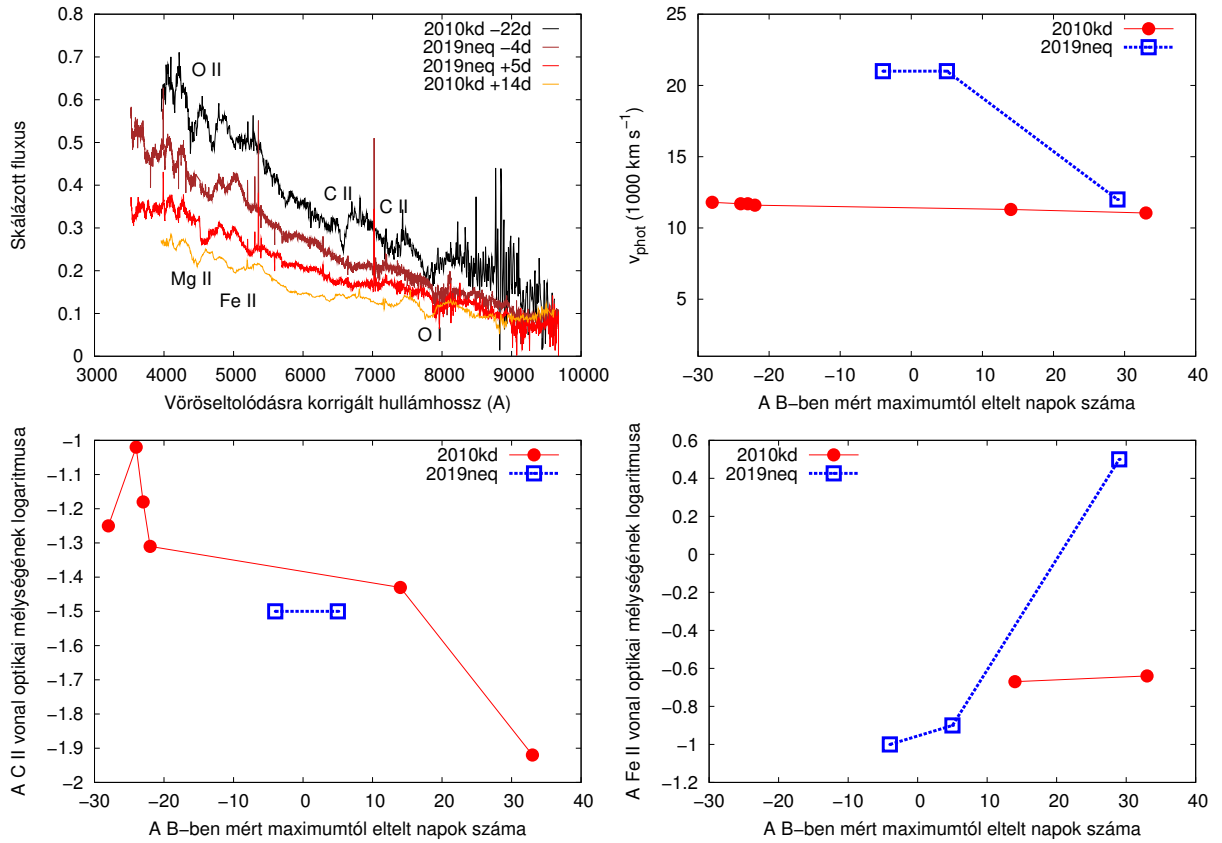 Skálázott fluxus
0.8
0.7
0.6
0.5
0.4
0.3
0.2
0.1
0
2010kd −22d
2019neq −4d
2019neq +5d
2010kd +14d
O II
C II
C II
Mg II
Fe II
O I
3000 4000 5000 6000 7000 8000 9000 10000
Vöröseltolódásra korrigált hullámhossz (A)
v_phot (1000 km s⁻¹)
25
20
15
10
5
2010kd
2019neq
−30 −20 −10 0 10 20 30 40
A B−ben mért maximumtól eltelt napok száma
A C II vonal optikai mélységének logaritmusa
−1
−1.1
−1.2
−1.3
−1.4
−1.5
−1.6
−1.7
−1.8
−1.9
−2
2010kd
2019neq
−30 −20 −10 0 10 20 30 40
A B−ben mért maximumtól eltelt napok száma
A Fe II vonal optikai mélységének logaritmusa
0.6
0.4
0.2
0
−0.2
−0.4
−0.6
−0.8
−1
−1.2
2010kd
2019neq
−30 −20 −10 0 10 20 30 40
A B−ben mért maximumtól eltelt napok száma